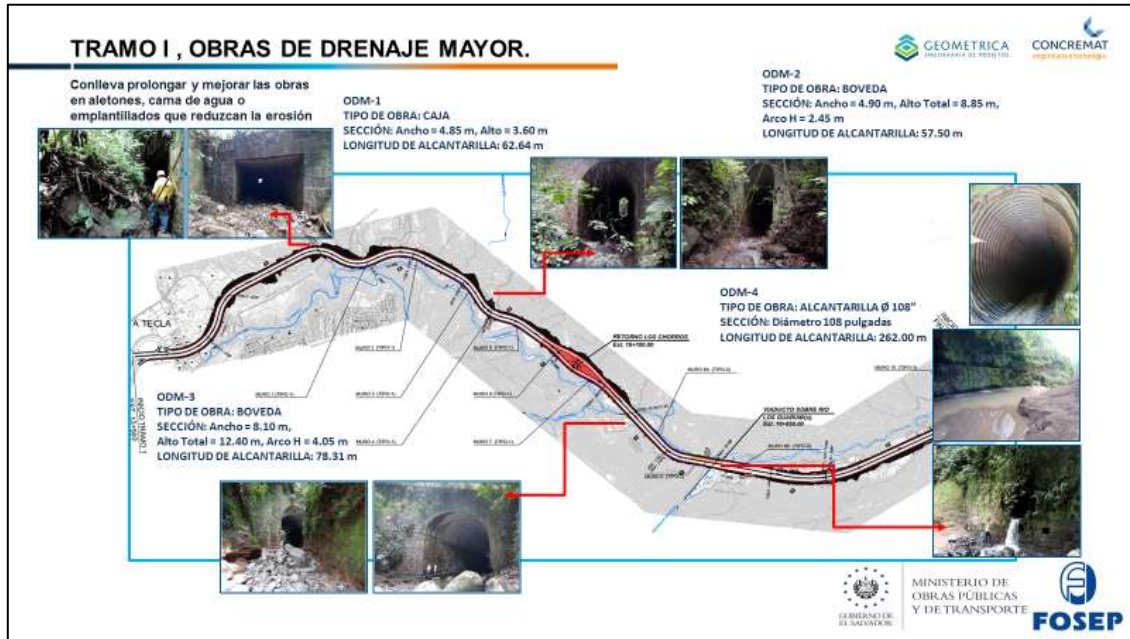 TRAMO I , OBRAS DE DRENAJE MAYOR.
GEOMETRICA
CONCREMAT
Conlleva prolongar y mejorar las obras
en aletones, cama de agua o
emplantillados que reduzcan la erosión
ODM-1
TIPO DE OBRA: CAJA
SECCIÓN: Ancho = 4.85 m, Alto = 3.60 m
LONGITUD DE ALCANTARILLA: 62.64 m
ODM-2
TIPO DE OBRA: BOVEDA
SECCIÓN: Ancho = 4.90 m, Alto Total = 8.85 m,
Arco H = 2.45 m
LONGITUD DE ALCANTARILLA: 57.50 m
ODM-4
TIPO DE OBRA: ALCANTARILLA Ø 108"
SECCIÓN: Diámetro 108 pulgadas
LONGITUD DE ALCANTARILLA: 262.00 m
A TECLA
RETORNO LOS CHORROS
VIADUCTO SOBRE RIO
ODM-3
TIPO DE OBRA: BOVEDA
SECCIÓN: Ancho = 8.10 m,
Alto Total = 12.40 m, Arco H = 4.05 m
LONGITUD DE ALCANTARILLA: 78.31 m
GOBIERNO DE
EL SALVADOR
MINISTERIO DE
OBRAS PÚBLICAS
Y DE TRANSPORTE
FOSEP